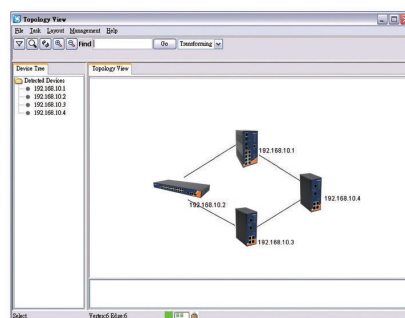 Topology View
File Task Layout Management Help
Find Go Transforming
Device Tree
Topology View
Detected Devices
192.168.10.1
192.168.10.2
192.168.10.3
192.168.10.4
192.168.10.1
192.168.10.4
192.168.10.2
192.168.10.3
Select
Vertex:6 Edge:6